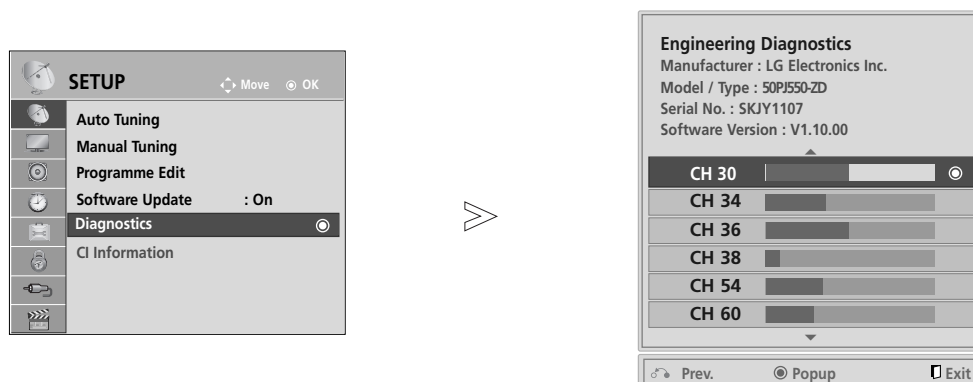 SETUP
Move OK
Auto Tuning
Manual Tuning
Programme Edit
Software Update : On
Diagnostics
CI Information
Engineering Diagnostics
Manufacturer : LG Electronics Inc.
Model / Type : 50PJ550-ZD
Serial No. : SKJY1107
Software Version : V1.10.00
CH 30
CH 34
CH 36
CH 38
CH 54
CH 60
Prev. Popup Exit